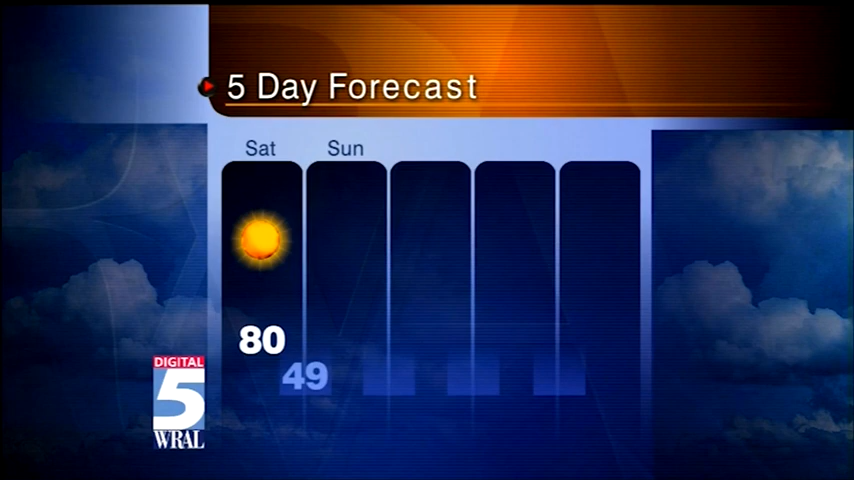 5 Day Forecast
Sat Sun
80
49
DIGITAL
5
WRAL